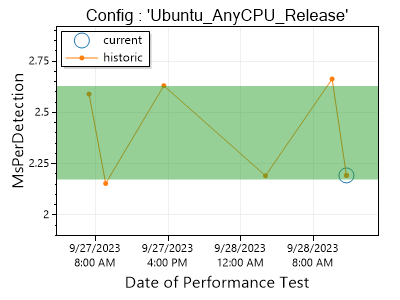 Config : 'Ubuntu_AnyCPU_Release'
current
historic
2.75
2.5
2.25
2
MsPerDetection
9/27/2023 9/27/2023 9/28/2023 9/28/2023
8:00 AM 4:00 PM 12:00 AM 8:00 AM
Date of Performance Test